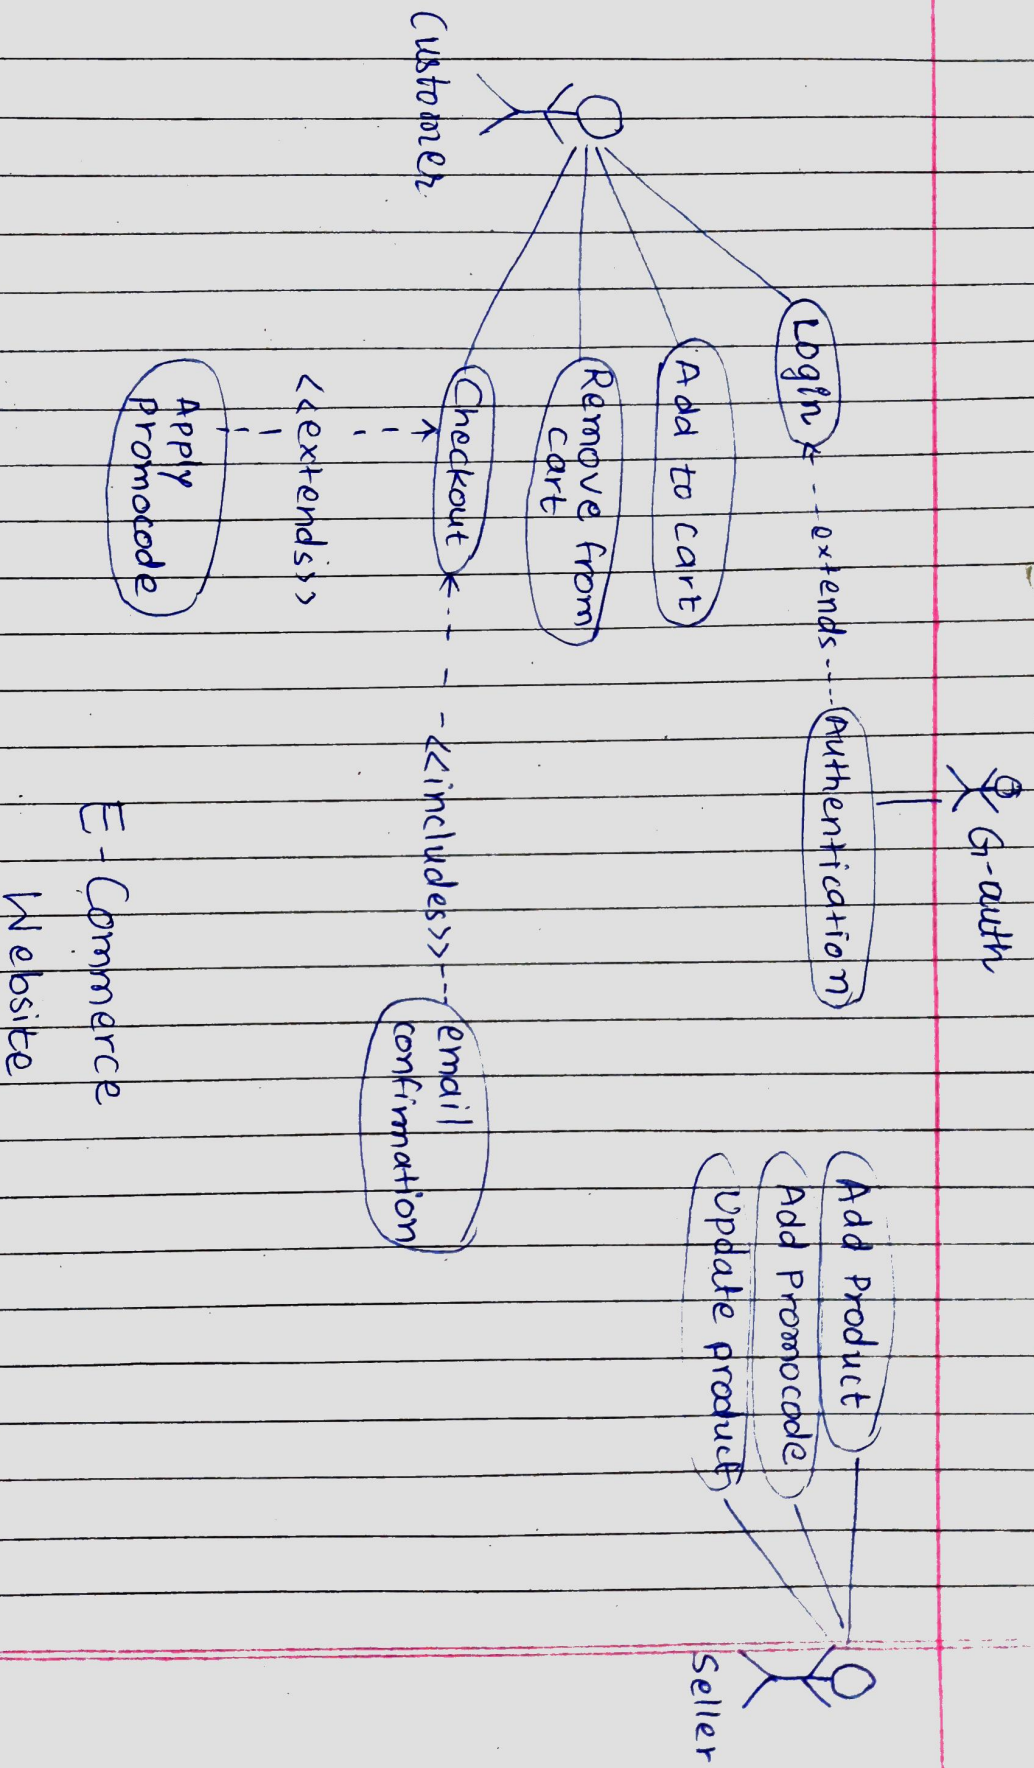 G-auth
Login
extends
Authentication
Add Product
Add to cart
Add Promocode
Remove from
cart
Update product
Customer
Seller
Checkout
<<includes>>
email
confirmation
<<extends>>
Apply
promocode
E-Commerce
Website